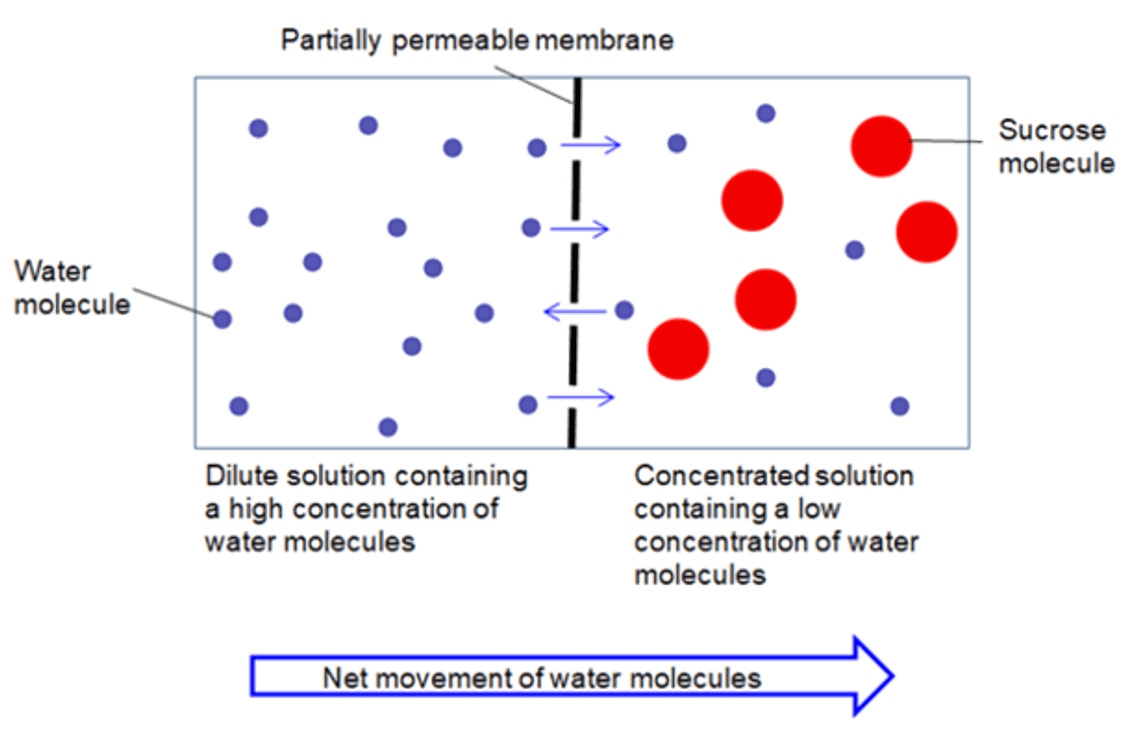 Partially permeable membrane
Sucrose
molecule
Water
molecule
Dilute solution containing
a high concentration of
water molecules
Concentrated solution
containing a low
concentration of water
molecules
Net movement of water molecules